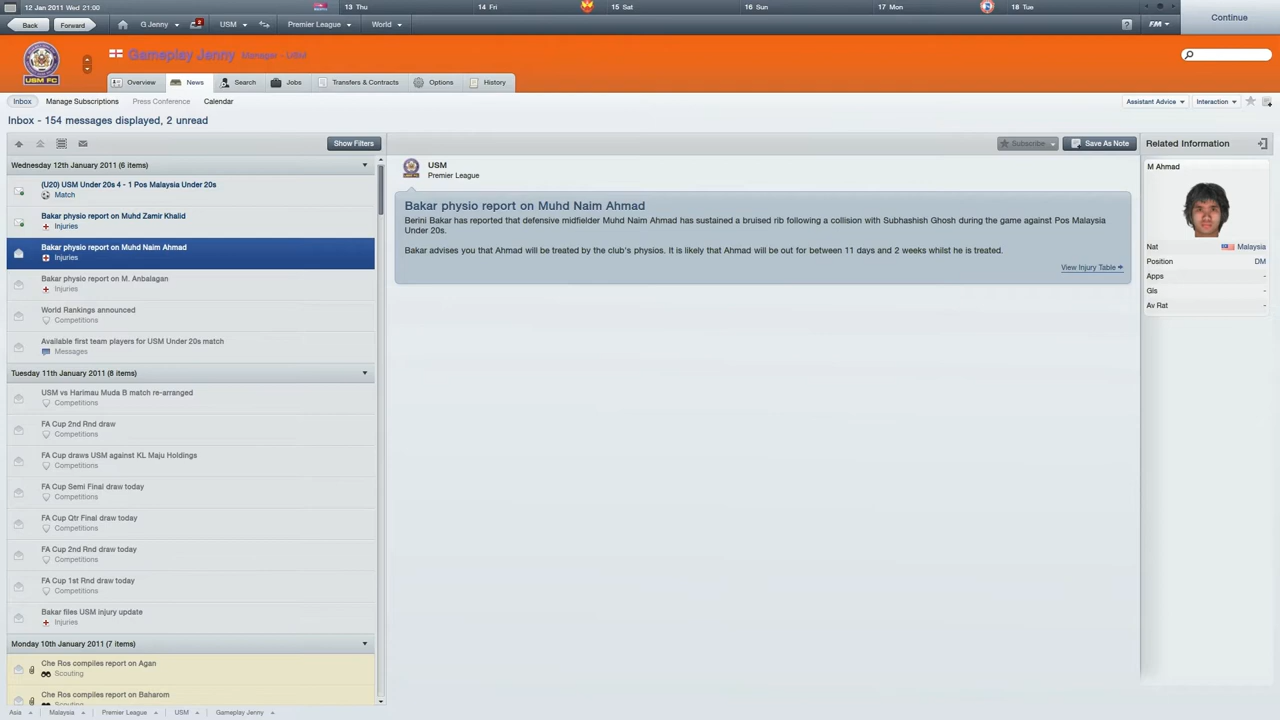 12 Jan 2011 Wed 21:00
13 Thu
14 Fri
15 Sat
16 Sun
17 Mon
18 Tue
Back
Forward
G Jenny
2
USM
Premier League
World
?
FM
Continue
USM FC
Gameplay Jenny
Manager - USM
Overview
News
Search
Jobs
Transfers & Contracts
Options
History
Inbox
Manage Subscriptions
Press Conference
Calendar
Assistant Advice
Interaction
Inbox - 154 messages displayed, 2 unread
Show Filters
Wednesday 12th January 2011 (6 items)
(U20) USM Under 20s 4 - 1 Pos Malaysia Under 20s
Match
Bakar physio report on Muhd Zamir Khalid
Injuries
Bakar physio report on Muhd Naim Ahmad
Injuries
Bakar physio report on M. Anbalagan
Injuries
World Rankings announced
Competitions
Available first team players for USM Under 20s match
Messages
Tuesday 11th January 2011 (8 items)
USM vs Harimau Muda B match re-arranged
Competitions
FA Cup 2nd Rnd draw
Competitions
FA Cup draws USM against KL Maju Holdings
Competitions
FA Cup Semi Final draw today
Competitions
FA Cup Qtr Final draw today
Competitions
FA Cup 2nd Rnd draw today
Competitions
FA Cup 1st Rnd draw today
Competitions
Bakar files USM injury update
Injuries
Monday 10th January 2011 (7 items)
Che Ros compiles report on Agan
Scouting
Che Ros compiles report on Baharom
Scouting
Subscribe
Save As Note
USM
Premier League
Bakar physio report on Muhd Naim Ahmad
Berini Bakar has reported that defensive midfielder Muhd Naim Ahmad has sustained a bruised rib following a collision with Subhashish Ghosh during the game against Pos Malaysia
Under 20s.
Bakar advises you that Ahmad will be treated by the club's physios. It is likely that Ahmad will be out for between 11 days and 2 weeks whilst he is treated.
View Injury Table
Related Information
M Ahmad
Nat
Malaysia
Position
DM
Apps
-
Gls
-
Av Rat
-
Asia
Malaysia
Premier League
USM
Gameplay Jenny